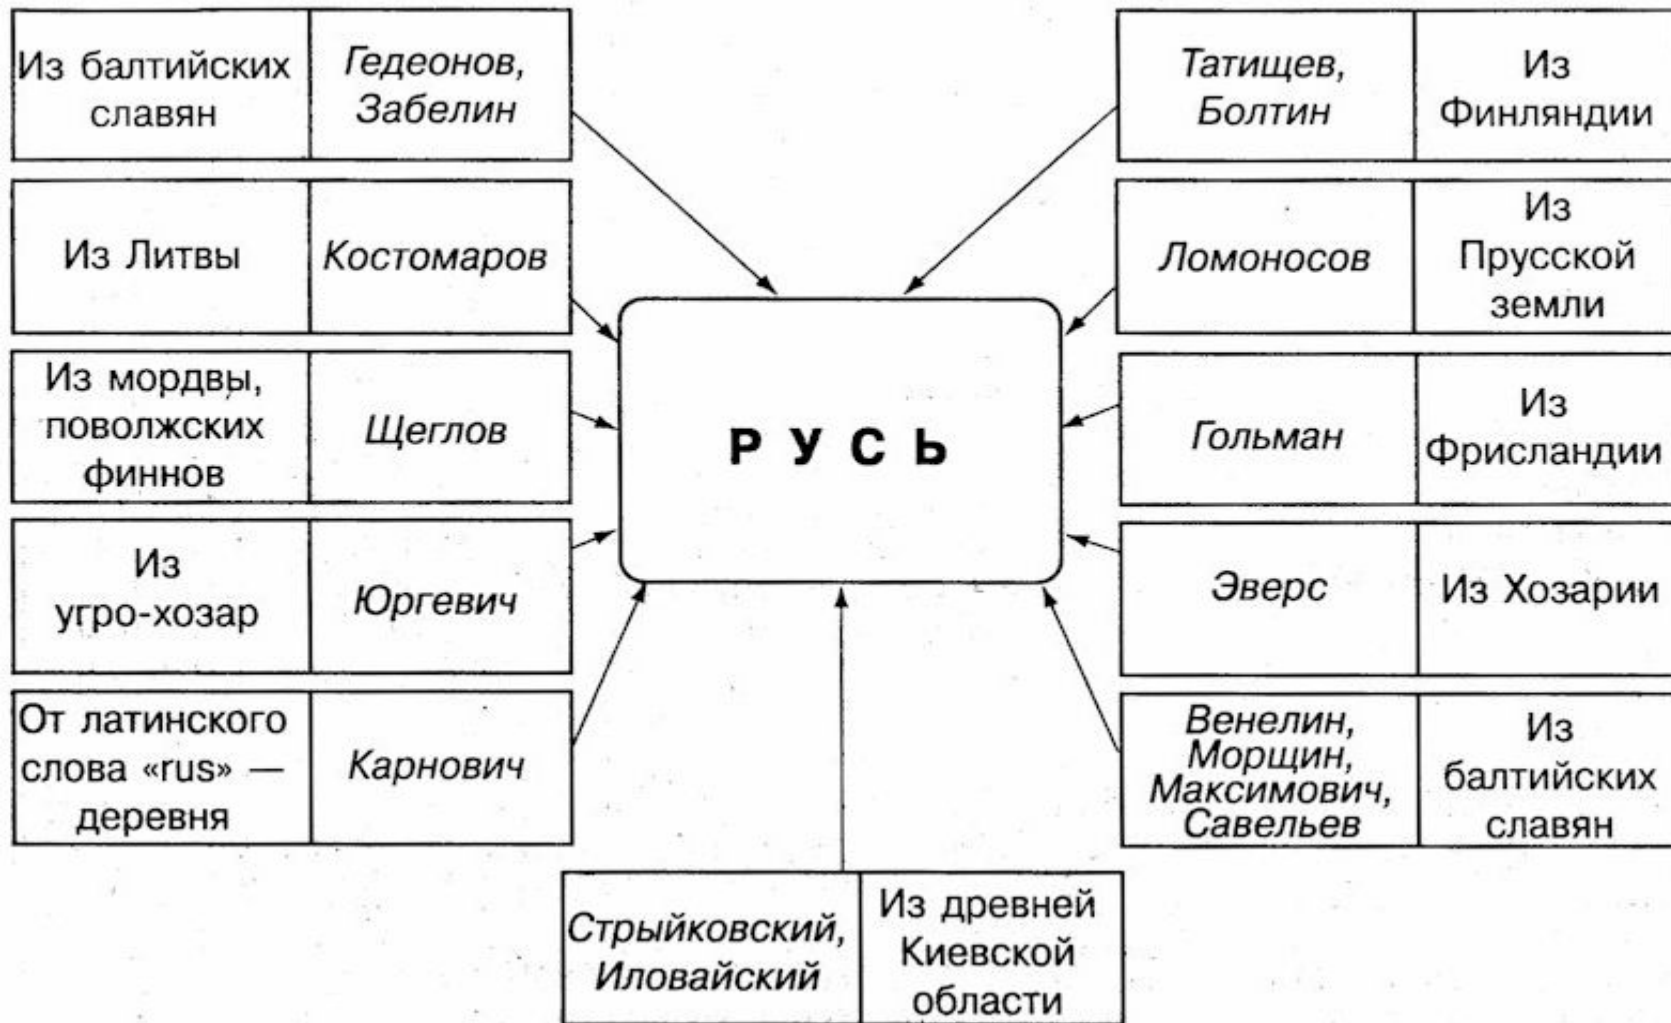 Из балтийских
славян
Гедеонов,
Забелин
Из Литвы
Костомаров
Из мордвы,
поволжских
финнов
Щеглов
Из
угро-хозар
Юргевич
От латинского
слова «rus» —
деревня
Карнович
РУСЬ
Татищев,
Болтин
Из
Финляндии
Ломоносов
Из
Прусской
земли
Гольман
Из
Фрисландии
Эверс
Из Хозарии
Венелин,
Морщин,
Максимович,
Савельев
Из
балтийских
славян
Стрыйковский,
Иловайский
Из древней
Киевской
области